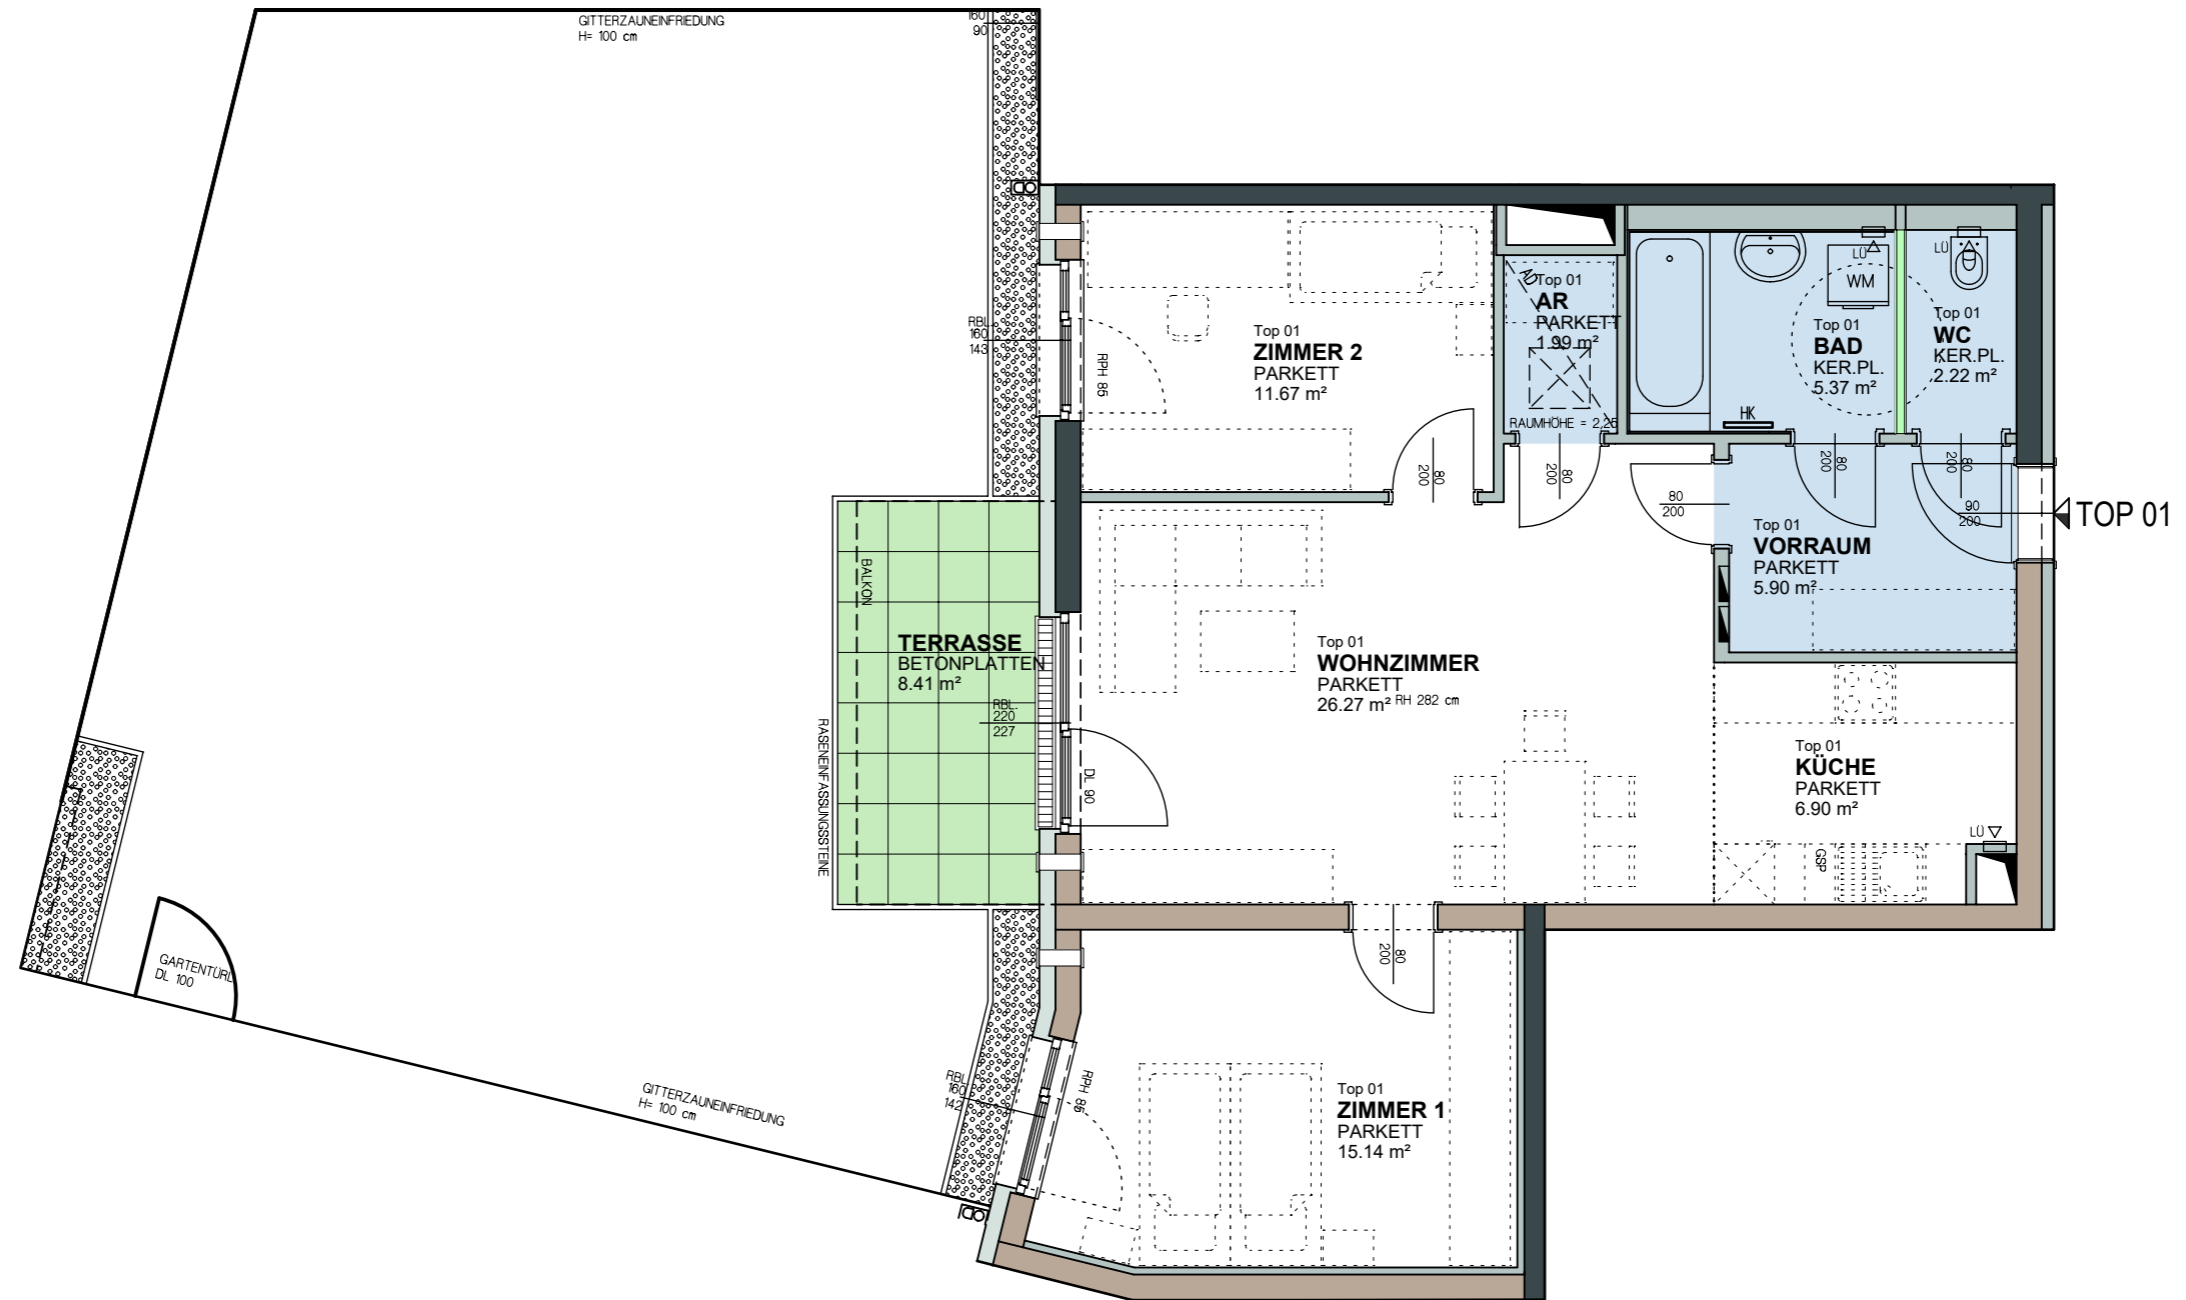 GITTERZAUNEINFRIEDUNG
H= 100 cm
160
90
RBL.
160
143
RPH 85
Top 01
ZIMMER 2
PARKETT
11.67 m²
80
200
AD
Top 01
AR
PARKETT
1.99 m²
RAUMHÖHE = 2,25
80
200
LÜ
WM
Top 01
BAD
KER.PL.
5.37 m²
HK
LÜ
Top 01
WC
KER.PL.
2.22 m²
80
200
80
200
80
200
90
200
TOP 01
Top 01
VORRAUM
PARKETT
5.90 m²
BALKON
TERRASSE
BETONPLATTEN
8.41 m²
RBL.
220
227
RASENEINFASSUNGSSTEINE
DL 90
Top 01
WOHNZIMMER
PARKETT
26.27 m² RH 282 cm
Top 01
KÜCHE
PARKETT
6.90 m²
LÜ
GSP
80
200
GARTENTÜRL
DL 100
GITTERZAUNEINFRIEDUNG
H= 100 cm
RBL.
160
142
RPH 85
Top 01
ZIMMER 1
PARKETT
15.14 m²